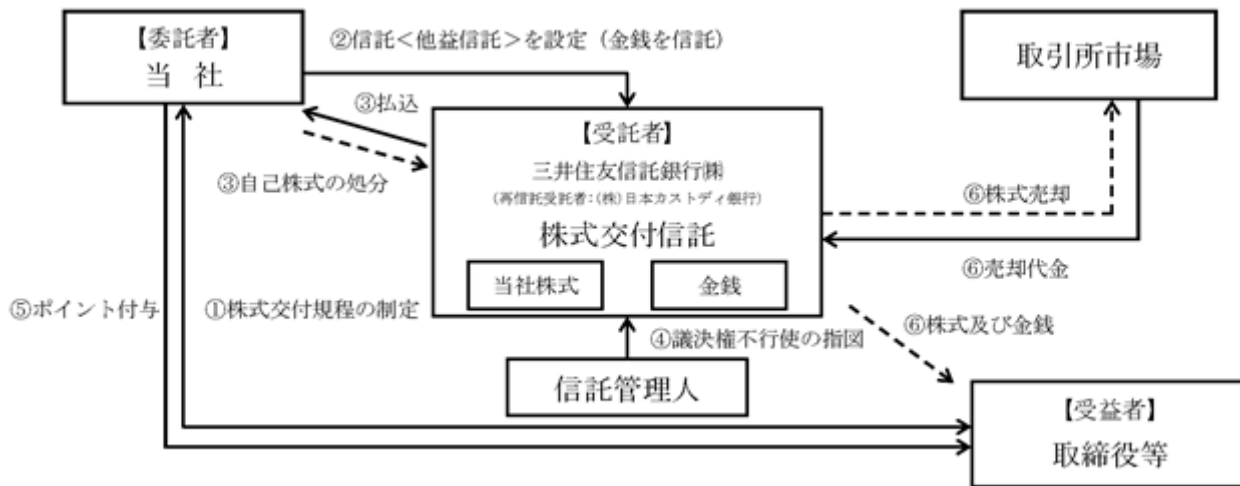 【委託者】
当 社
②信託<他益信託>を設定（金銭を信託）
取引所市場
③払込
③自己株式の処分
【受託者】
三井住友信託銀行㈱
(再信託受託者:(株)日本カストディ銀行)
株式交付信託
当社株式
金銭
⑥株式売却
⑥売却代金
⑤ポイント付与
①株式交付規程の制定
④議決権不行使の指図
⑥株式及び金銭
信託管理人
【受益者】
取締役等